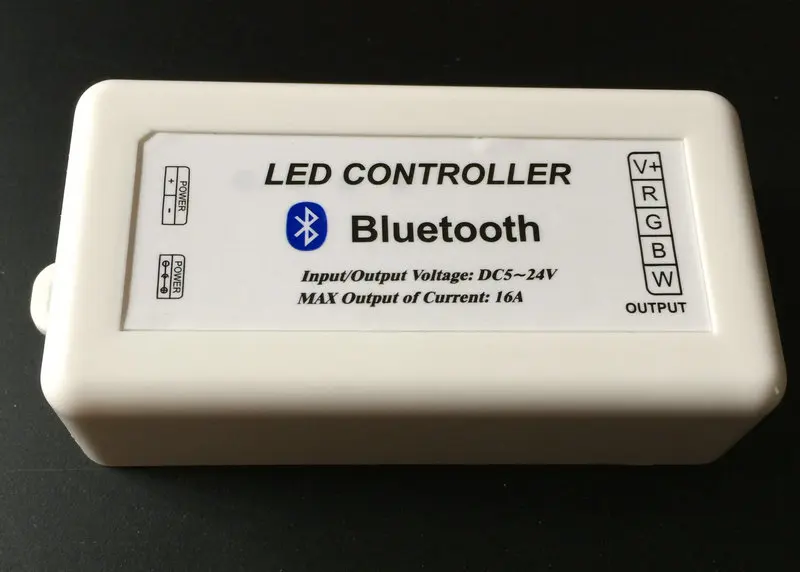 LED CONTROLLER
Bluetooth
Input/Output Voltage: DC5~24V
MAX Output of Current: 16A
+
-
POWER
POWER
V+
R
G
B
W
OUTPUT